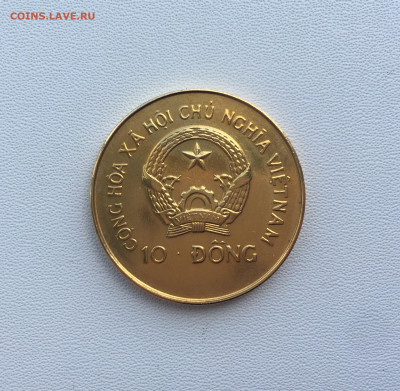 COINS.LAVE.RU
CỘNG HÒA XÃ HỘI CHỦ NGHĨA VIỆT NAM
10 · ĐỒNG